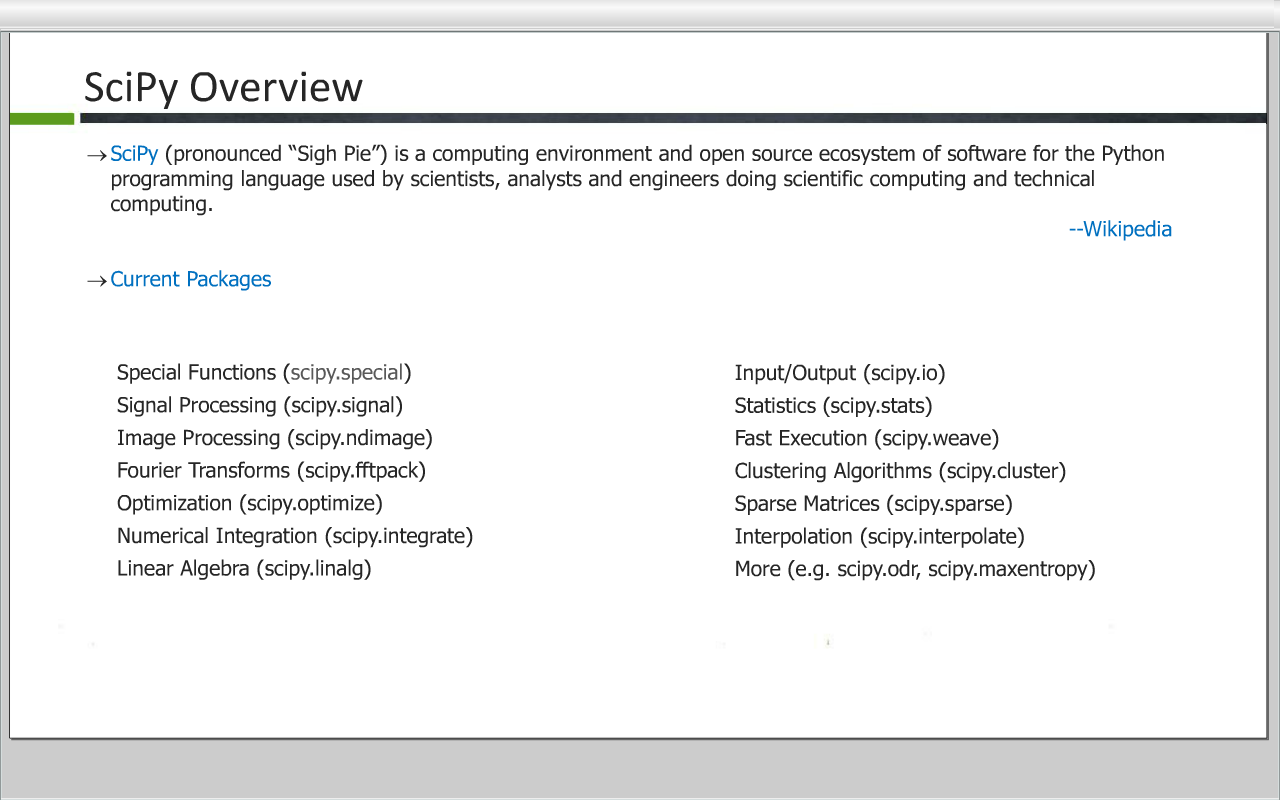 SciPy Overview
→SciPy (pronounced “Sigh Pie”) is a computing environment and open source ecosystem of software for the Python
programming language used by scientists, analysts and engineers doing scientific computing and technical
computing.
--Wikipedia
→Current Packages
Special Functions (scipy.special)
Signal Processing (scipy.signal)
Image Processing (scipy.ndimage)
Fourier Transforms (scipy.fftpack)
Optimization (scipy.optimize)
Numerical Integration (scipy.integrate)
Linear Algebra (scipy.linalg)
Input/Output (scipy.io)
Statistics (scipy.stats)
Fast Execution (scipy.weave)
Clustering Algorithms (scipy.cluster)
Sparse Matrices (scipy.sparse)
Interpolation (scipy.interpolate)
More (e.g. scipy.odr, scipy.maxentropy)